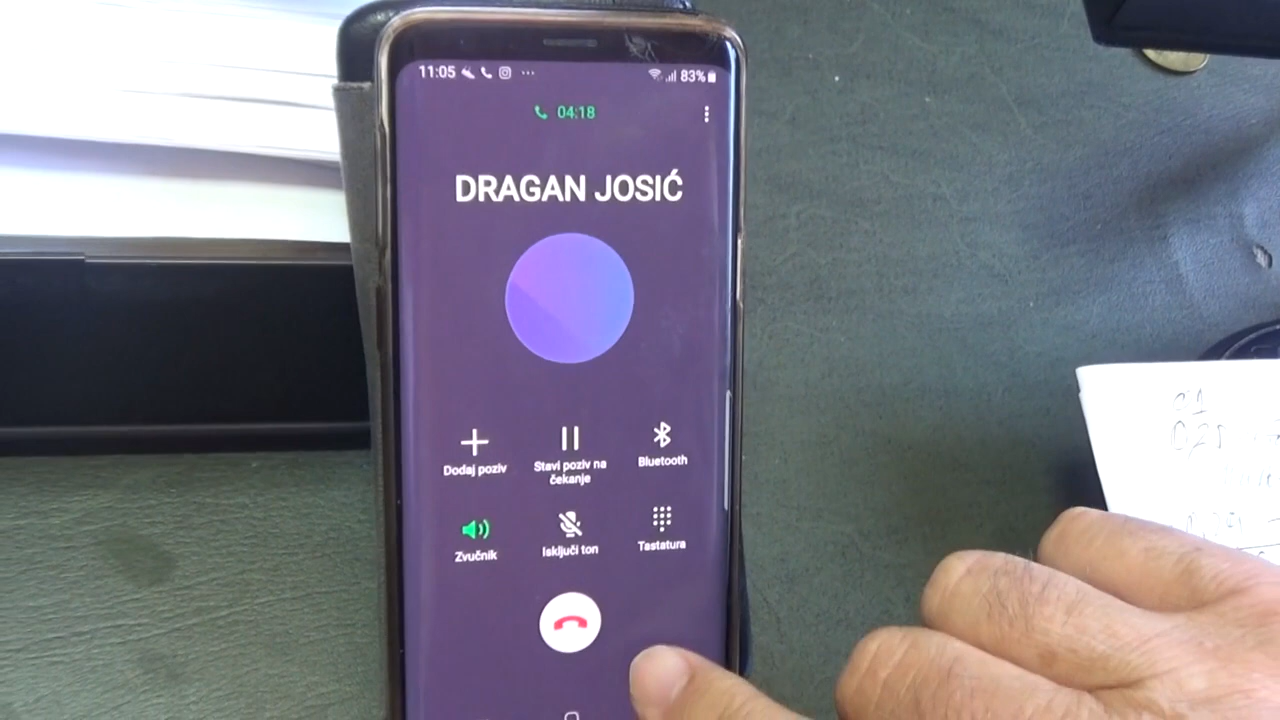 11:05 83%
04:18
DRAGAN JOSIĆ
Dodaj poziv Stavi poziv na čekanje Bluetooth
Zvučnik Isključi ton Tastatura